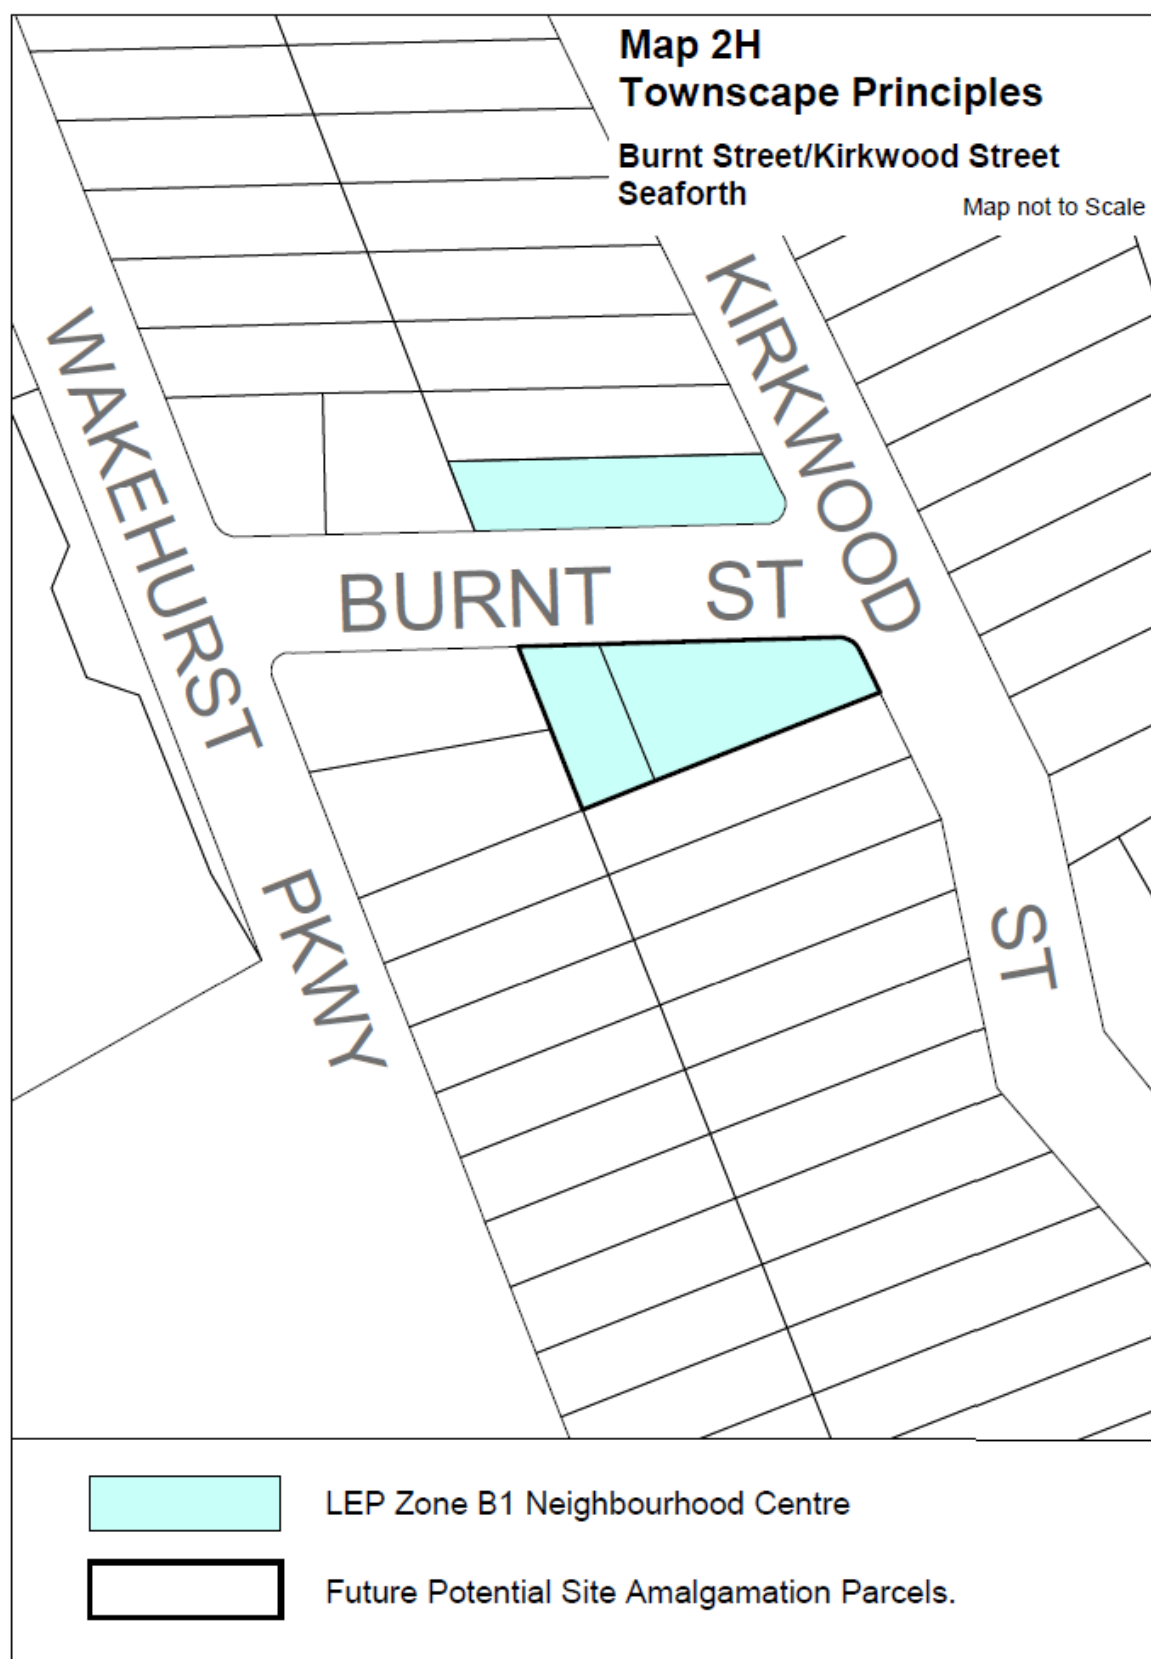 Map 2H
Townscape Principles
Burnt Street/Kirkwood Street
Seaforth
Map not to Scale
KIRKWOOD
WAKEHURST
BURNT ST
PKWY
ST
LEP Zone B1 Neighbourhood Centre
Future Potential Site Amalgamation Parcels.